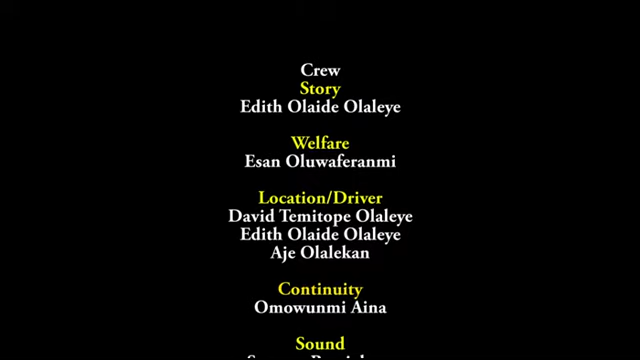 Crew
Story
Edith Olaide Olaleye
Welfare
Esan Oluwaferanmi
Location/Driver
David Temitope Olaleye
Edith Olaide Olaleye
Aje Olalekan
Continuity
Omowunmi Aina
Sound